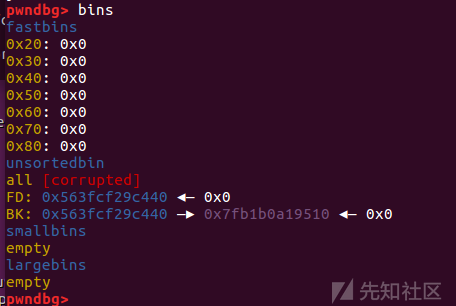 pwndbg> bins
fastbins
0x20: 0x0
0x30: 0x0
0x40: 0x0
0x50: 0x0
0x60: 0x0
0x70: 0x0
0x80: 0x0
unsortedbin
all [corrupted]
FD: 0x563fcf29c440 ◂— 0x0
BK: 0x563fcf29c440 —▸ 0x7fb1b0a19510 ◂— 0x0
smallbins
empty
largebins
empty
pwndbg>
先知社区